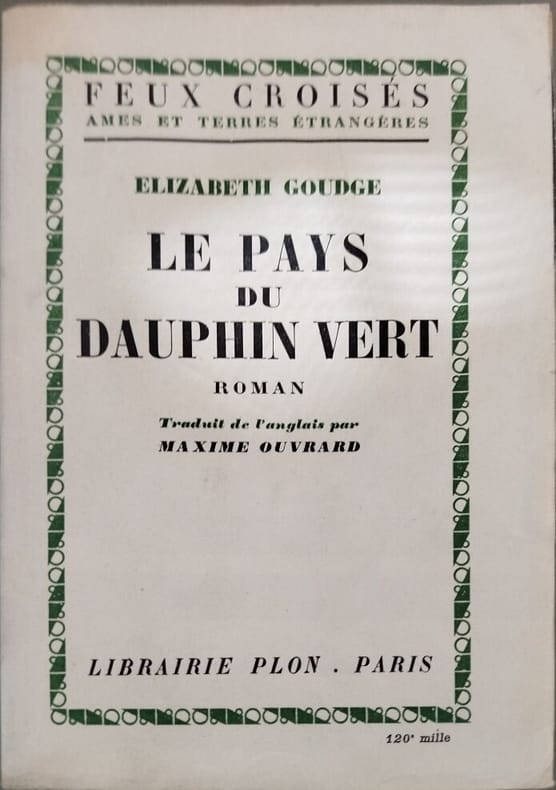 FEUX CROISÉS
AMES ET TERRES ÉTRANGÈRES
ELIZABETH GOUDGE
LE PAYS
DU
DAUPHIN VERT
ROMAN
Traduit de l'anglais par
MAXIME OUVRARD
LIBRAIRIE PLON . PARIS
120e mille